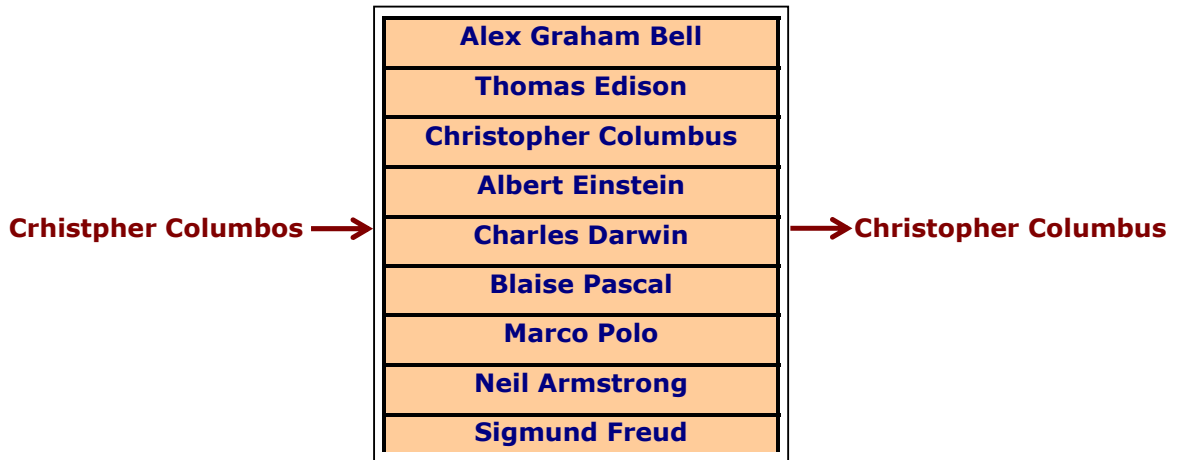 Alex Graham Bell
Thomas Edison
Christopher Columbus
Albert Einstein
Crhistpher Columbos
Charles Darwin
Christopher Columbus
Blaise Pascal
Marco Polo
Neil Armstrong
Sigmund Freud